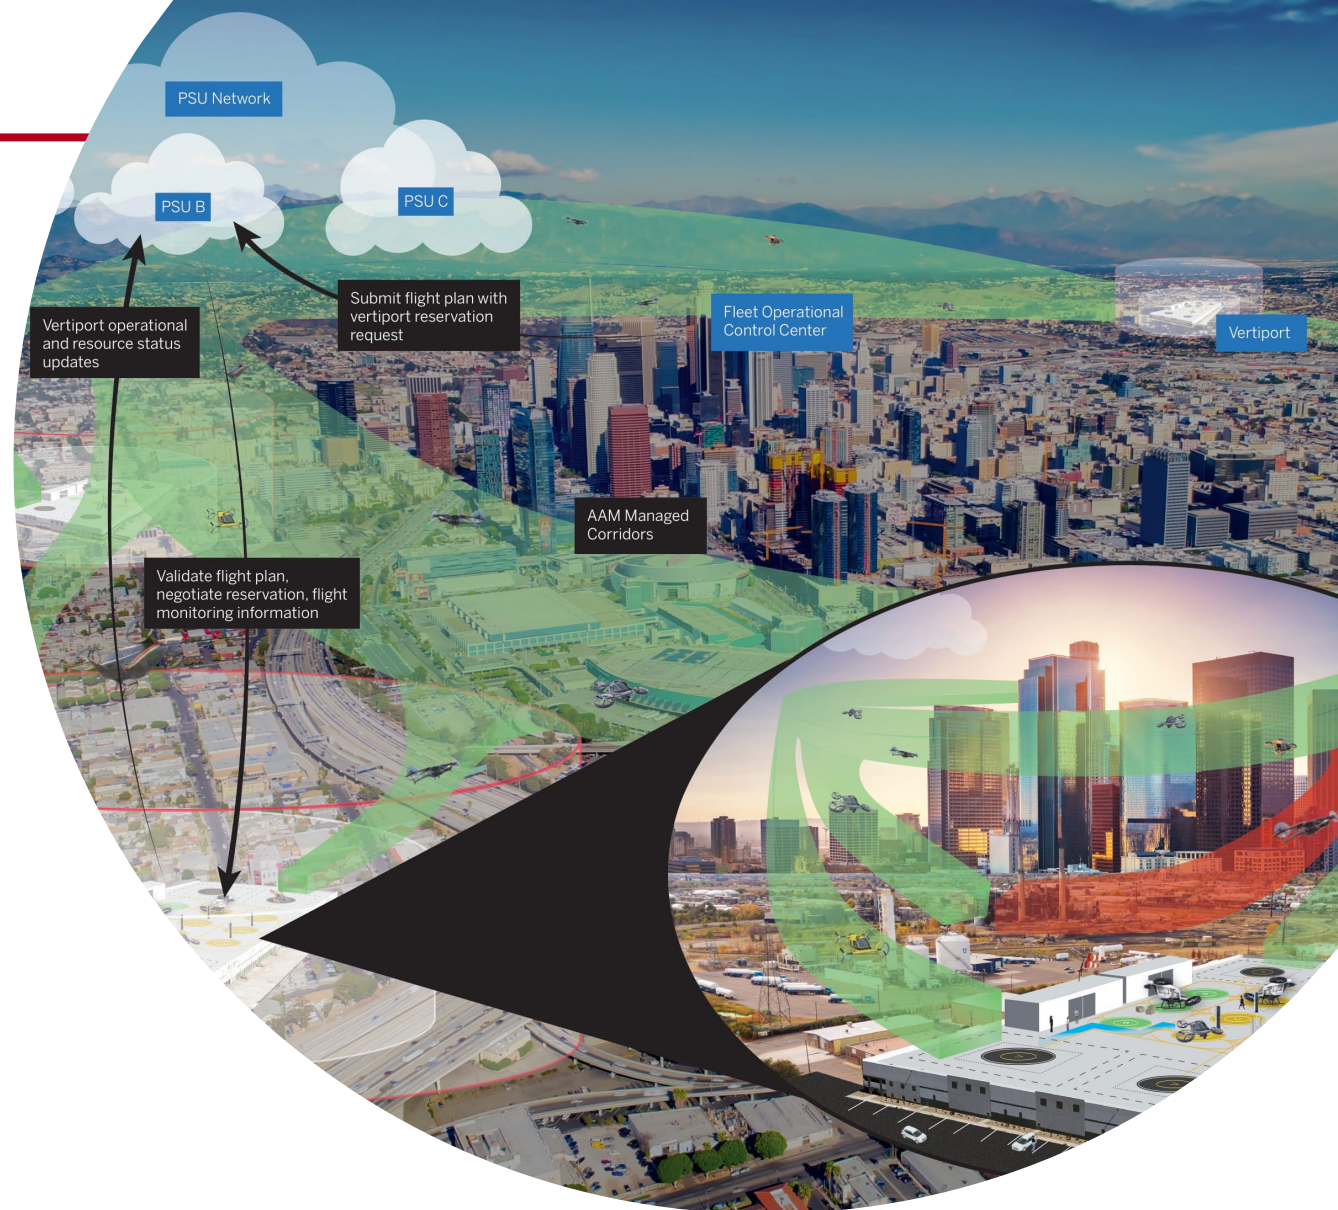 PSU Network
PSU B
PSU C
Submit flight plan with
vertiport reservation
request
Fleet Operational
Control Center
Vertiport operational
and resource status
updates
Vertiport
AAM Managed
Corridors
Validate flight plan,
negotiate reservation, flight
monitoring information